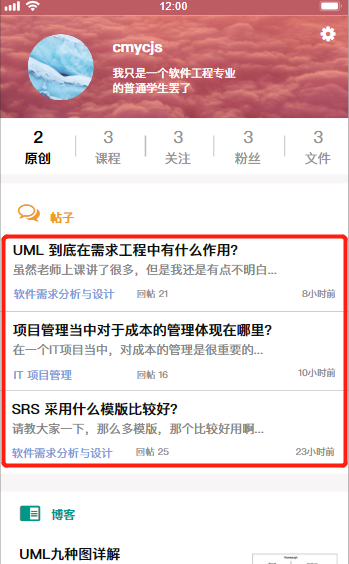 12:00
cmycjs
我只是一个软件工程专业
的普通学生罢了
2 3 3 3 3
原创 课程 关注 粉丝 文件
帖子
UML 到底在需求工程中有什么作用?
虽然老师上课讲了很多，但是我还是有点不明白...
软件需求分析与设计 回帖 21 8小时前
项目管理当中对于成本的管理体现在哪里?
在一个IT项目当中，对成本的管理是很重要的...
IT 项目管理 回帖 16 10小时前
SRS 采用什么模版比较好?
请教大家一下，那么多模版，那个比较好用啊...
软件需求分析与设计 回帖 25 23小时前
博客
UML九种图详解